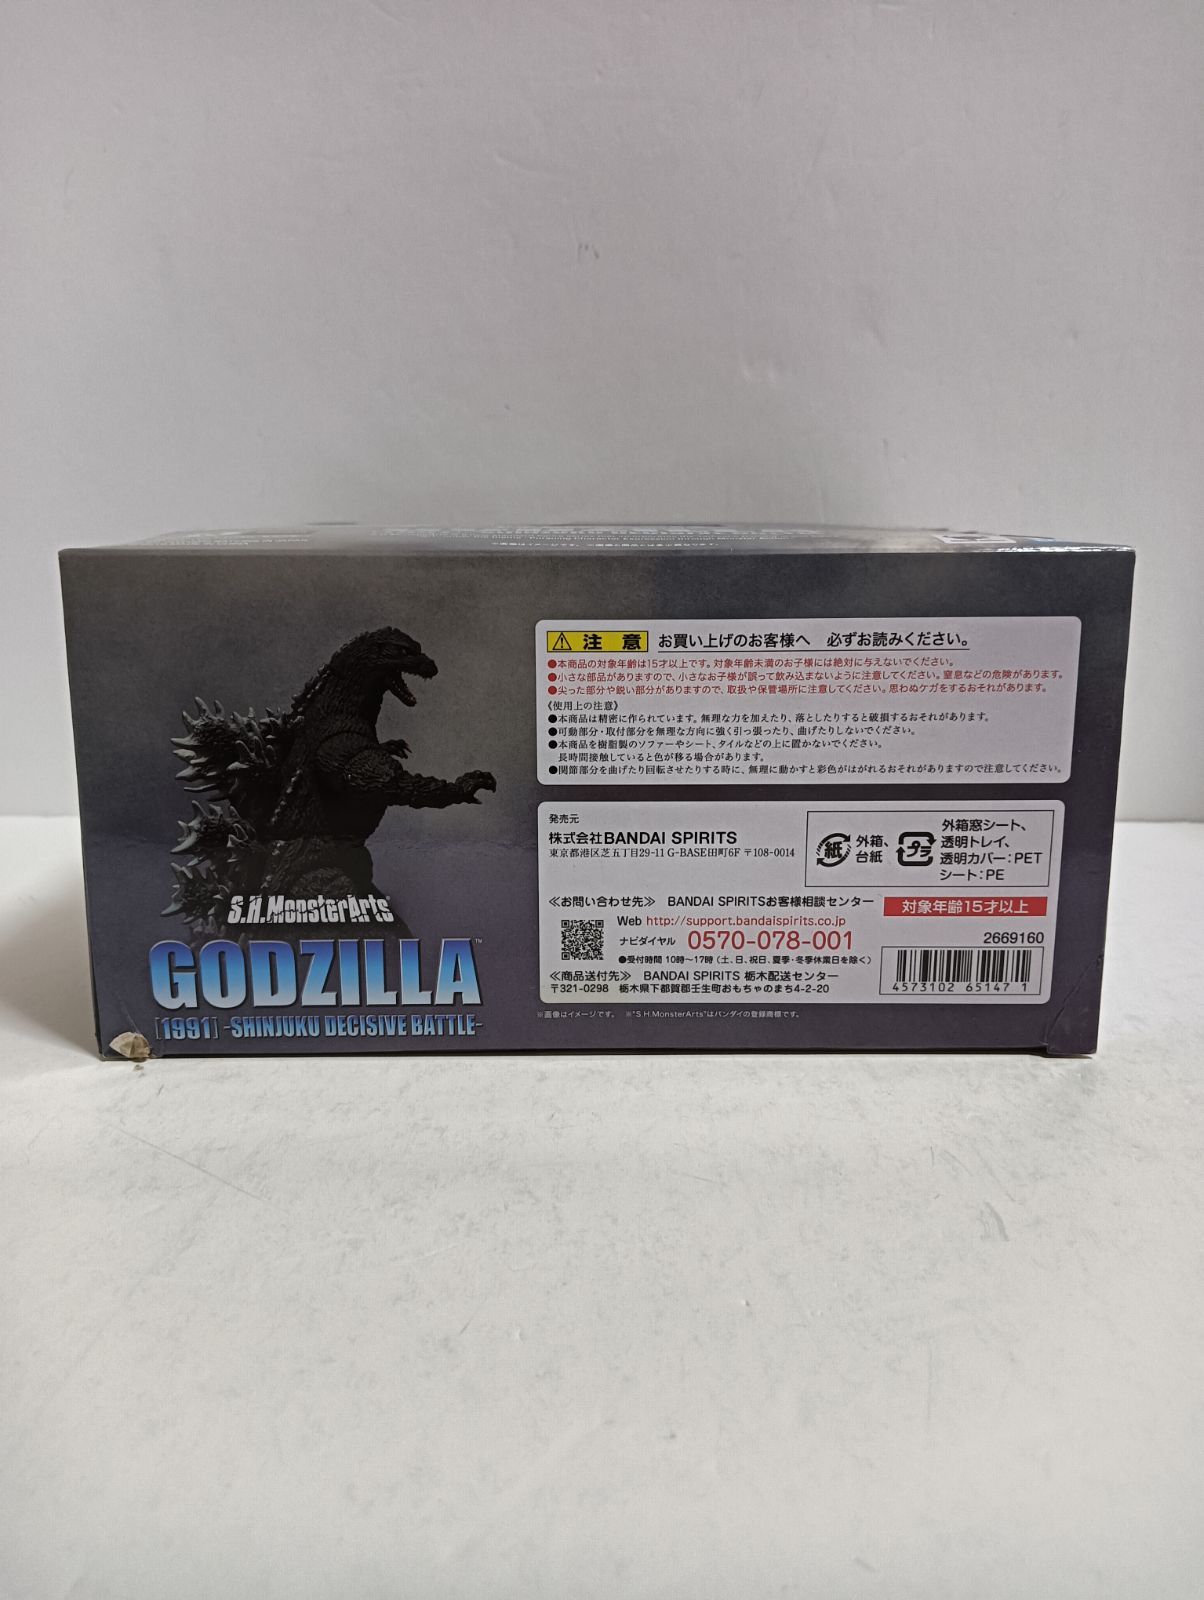 S.H.MonsterArts
GODZILLA™
[1991] -SHINJUKU DECISIVE BATTLE-
注 意 お買い上げのお客様へ 必ずお読みください。
●本商品の対象年齢は15才以上です。対象年齢未満のお子様には絶対に与えないでください。
●小さな部品がありますので、小さなお子様が誤って飲み込まないように注意してください。窒息などの危険があります。
●尖った部分や鋭い部分がありますので、取扱や保管場所に注意してください。思わぬケガをするおそれがあります。
《使用上の注意》
●本商品は精密に作られています。無理な力を加えたり、落としたりすると破損するおそれがあります。
●可動部分・取付部分を無理な方向に強く引っ張ったり、曲げたりしないでください。
●本商品を樹脂製のソファーやシート、タイルなどの上に置かないでください。
長時間接触していると色が移る場合があります。
●関節部分を曲げたり回転させたりする時に、無理に動かすと彩色がはがれるおそれがありますので注意してください。
発売元
株式会社BANDAI SPIRITS
東京都港区芝五丁目29-11 G-BASE田町6F 〒108-0014
紙 外箱、
台紙
プラ 外箱窓シート、
透明トレイ、
透明カバー:PET
シート:PE
≪お問い合わせ先≫ BANDAI SPIRITSお客様相談センター
Web http://support.bandaispirits.co.jp
ナビダイヤル 0570-078-001
●受付時間 10時〜17時 (土、日、祝日、夏季・冬季休業日を除く)
≪商品送付先≫ BANDAI SPIRITS 栃木配送センター
〒321-0298 栃木県下都賀郡壬生町おもちゃのまち4-2-20
対象年齢15才以上
2669160
4573102 65147 1
※画像はイメージです。 ※"S.H.MonsterArts"はバンダイの登録商標です。